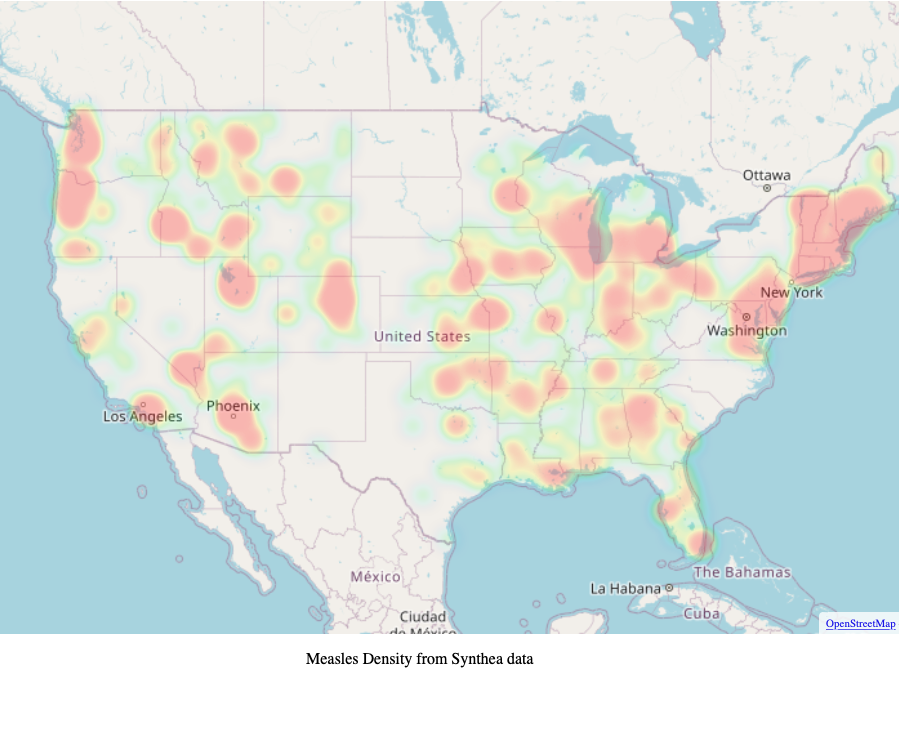 Ottawa
New York
Washington
United States
Phoenix
Los Angeles
The Bahamas
México
La Habana
Cuba
Ciudad
de México
OpenStreetMap
Measles Density from Synthea data